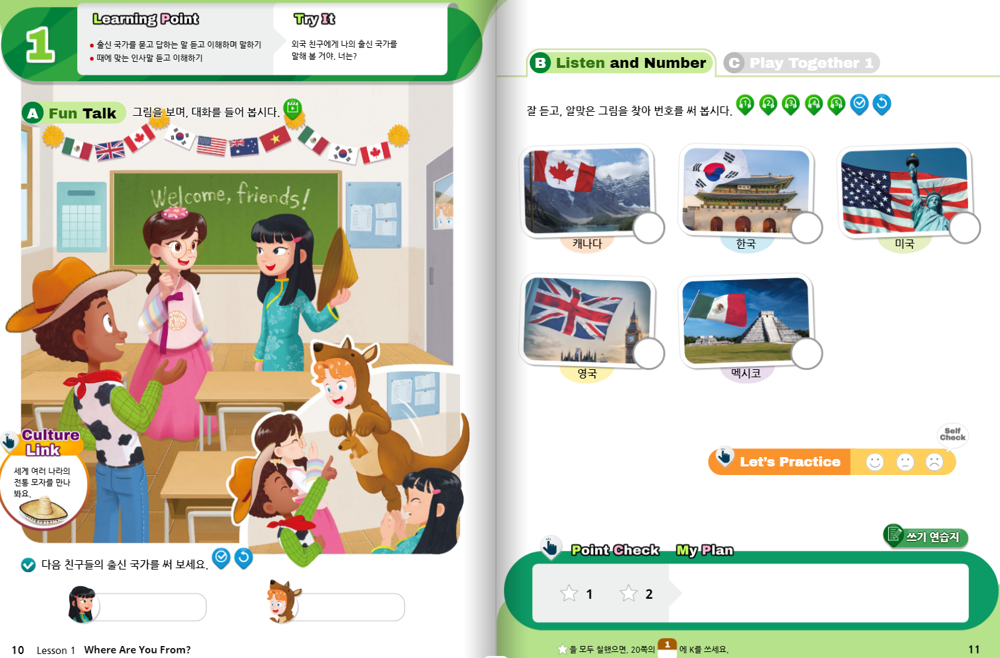 1
Learning Point
출신 국가를 묻고 답하는 말 듣고 이해하며 말하기
때에 맞는 인사말 듣고 이해하기
Try It
외국 친구에게 나의 출신 국가를
말해 볼 거야, 너는?
A Fun Talk 그림을 보며, 대화를 들어 봅시다.
Welcome, friends!
Culture
Link
세계 여러 나라의
전통 모자를 만나
봐요.
다음 친구들의 출신 국가를 써 보세요.
10 Lesson 1 Where Are You From?
B Listen and Number C Play Together 1
잘 듣고, 알맞은 그림을 찾아 번호를 써 봅시다. 1 2 3 4 5
캐나다 한국 미국
영국 멕시코
Self
Check
Let's Practice
쓰기 연습지
Point Check My Plan
1 2
을 모두 칠했으면, 20쪽의 1 에 K를 쓰세요.
11